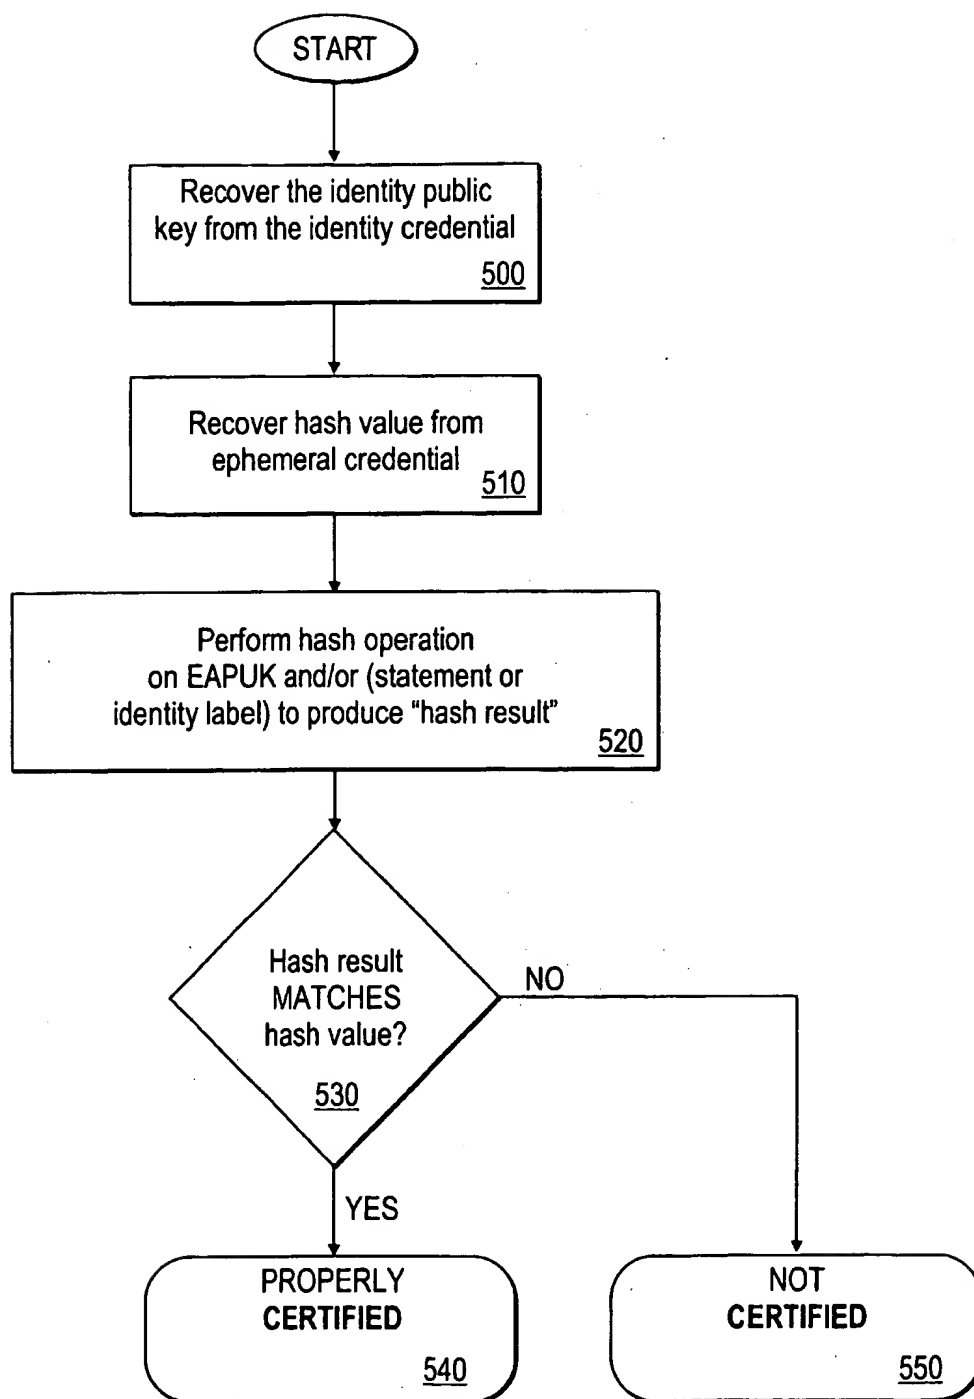 START
Recover the identity public
key from the identity credential
500
Recover hash value from
ephemeral credential
510
Perform hash operation
on EAPUK and/or (statement or
identity label) to produce “hash result”
520
Hash result
MATCHES
hash value?
530
NO
YES
PROPERLY
CERTIFIED
540
NOT
CERTIFIED
550